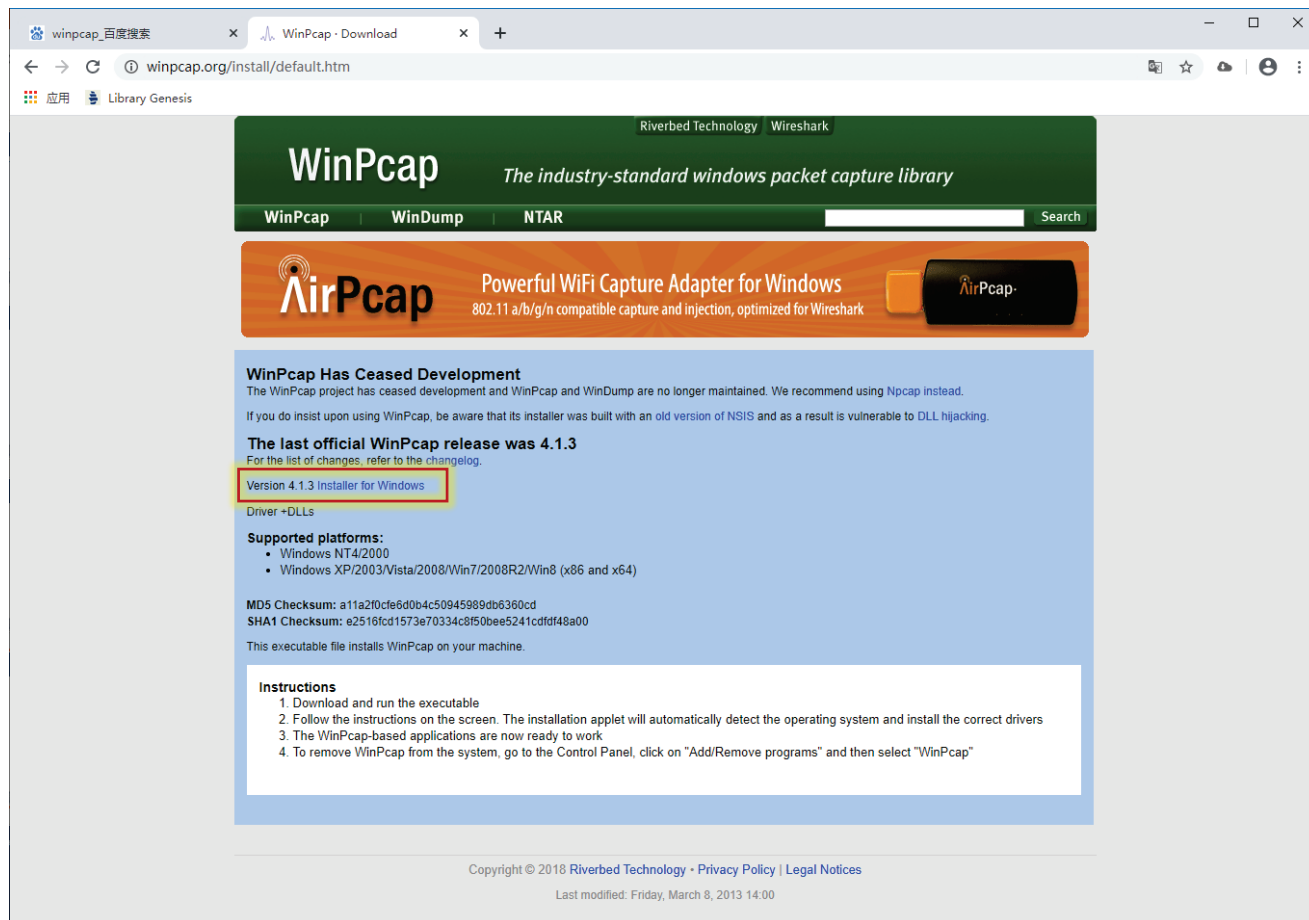 winpcap_百度搜索
WinPcap · Download
winpcap.org/install/default.htm
应用
Library Genesis
Riverbed Technology Wireshark
WinPcap
The industry-standard windows packet capture library
WinPcap | WinDump | NTAR
Search
AirPcap
Powerful WiFi Capture Adapter for Windows
802.11 a/b/g/n compatible capture and injection, optimized for Wireshark
AirPcap
WinPcap Has Ceased Development
The WinPcap project has ceased development and WinPcap and WinDump are no longer maintained. We recommend using Npcap instead.
If you do insist upon using WinPcap, be aware that its installer was built with an old version of NSIS and as a result is vulnerable to DLL hijacking.
The last official WinPcap release was 4.1.3
For the list of changes, refer to the changelog.
Version 4.1.3 Installer for Windows
Driver +DLLs
Supported platforms:
• Windows NT4/2000
• Windows XP/2003/Vista/2008/Win7/2008R2/Win8 (x86 and x64)
MD5 Checksum: a11a2f0cfe6d0b4c50945989db6360cd
SHA1 Checksum: e2516fcd1573e70334c8f50bee5241cdfdf48a00
This executable file installs WinPcap on your machine.
Instructions
1. Download and run the executable
2. Follow the instructions on the screen. The installation applet will automatically detect the operating system and install the correct drivers
3. The WinPcap-based applications are now ready to work
4. To remove WinPcap from the system, go to the Control Panel, click on "Add/Remove programs" and then select "WinPcap"
Copyright © 2018 Riverbed Technology • Privacy Policy | Legal Notices
Last modified: Friday, March 8, 2013 14:00